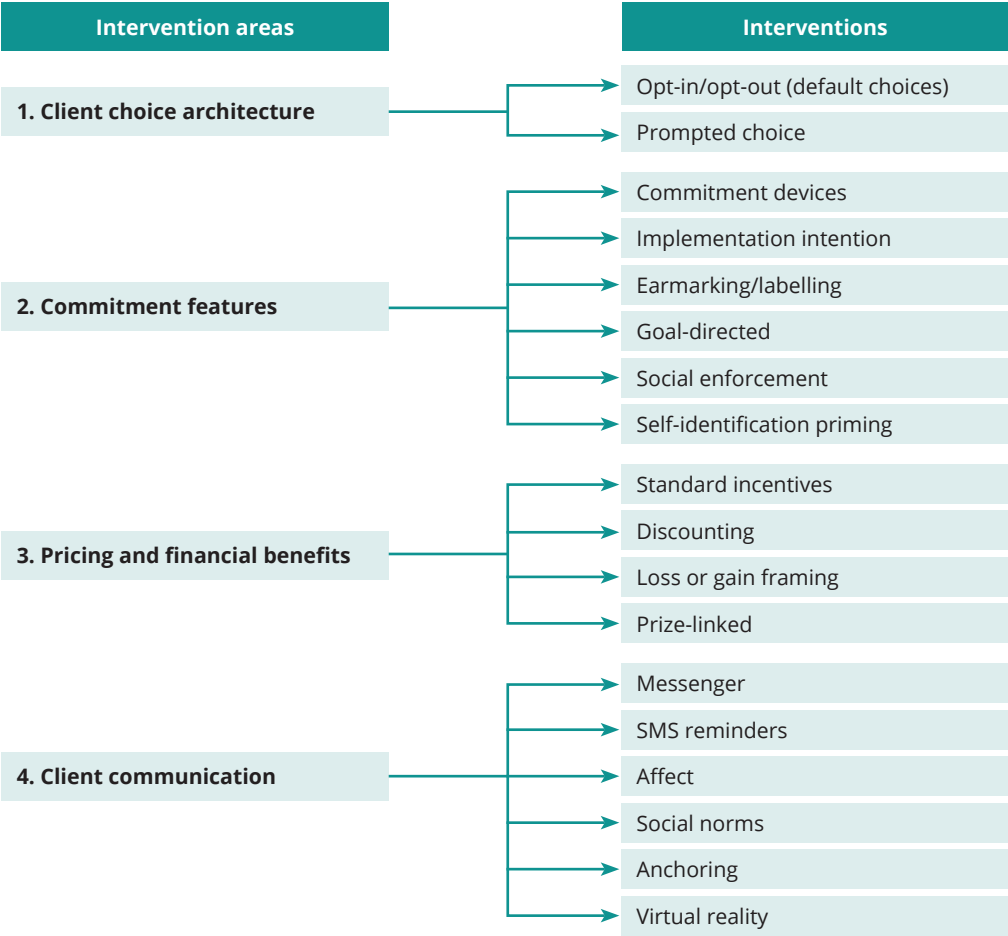 Intervention areas
Interventions
1. Client choice architecture
Opt-in/opt-out (default choices)
Prompted choice
2. Commitment features
Commitment devices
Implementation intention
Earmarking/labelling
Goal-directed
Social enforcement
Self-identification priming
3. Pricing and financial benefits
Standard incentives
Discounting
Loss or gain framing
Prize-linked
4. Client communication
Messenger
SMS reminders
Affect
Social norms
Anchoring
Virtual reality